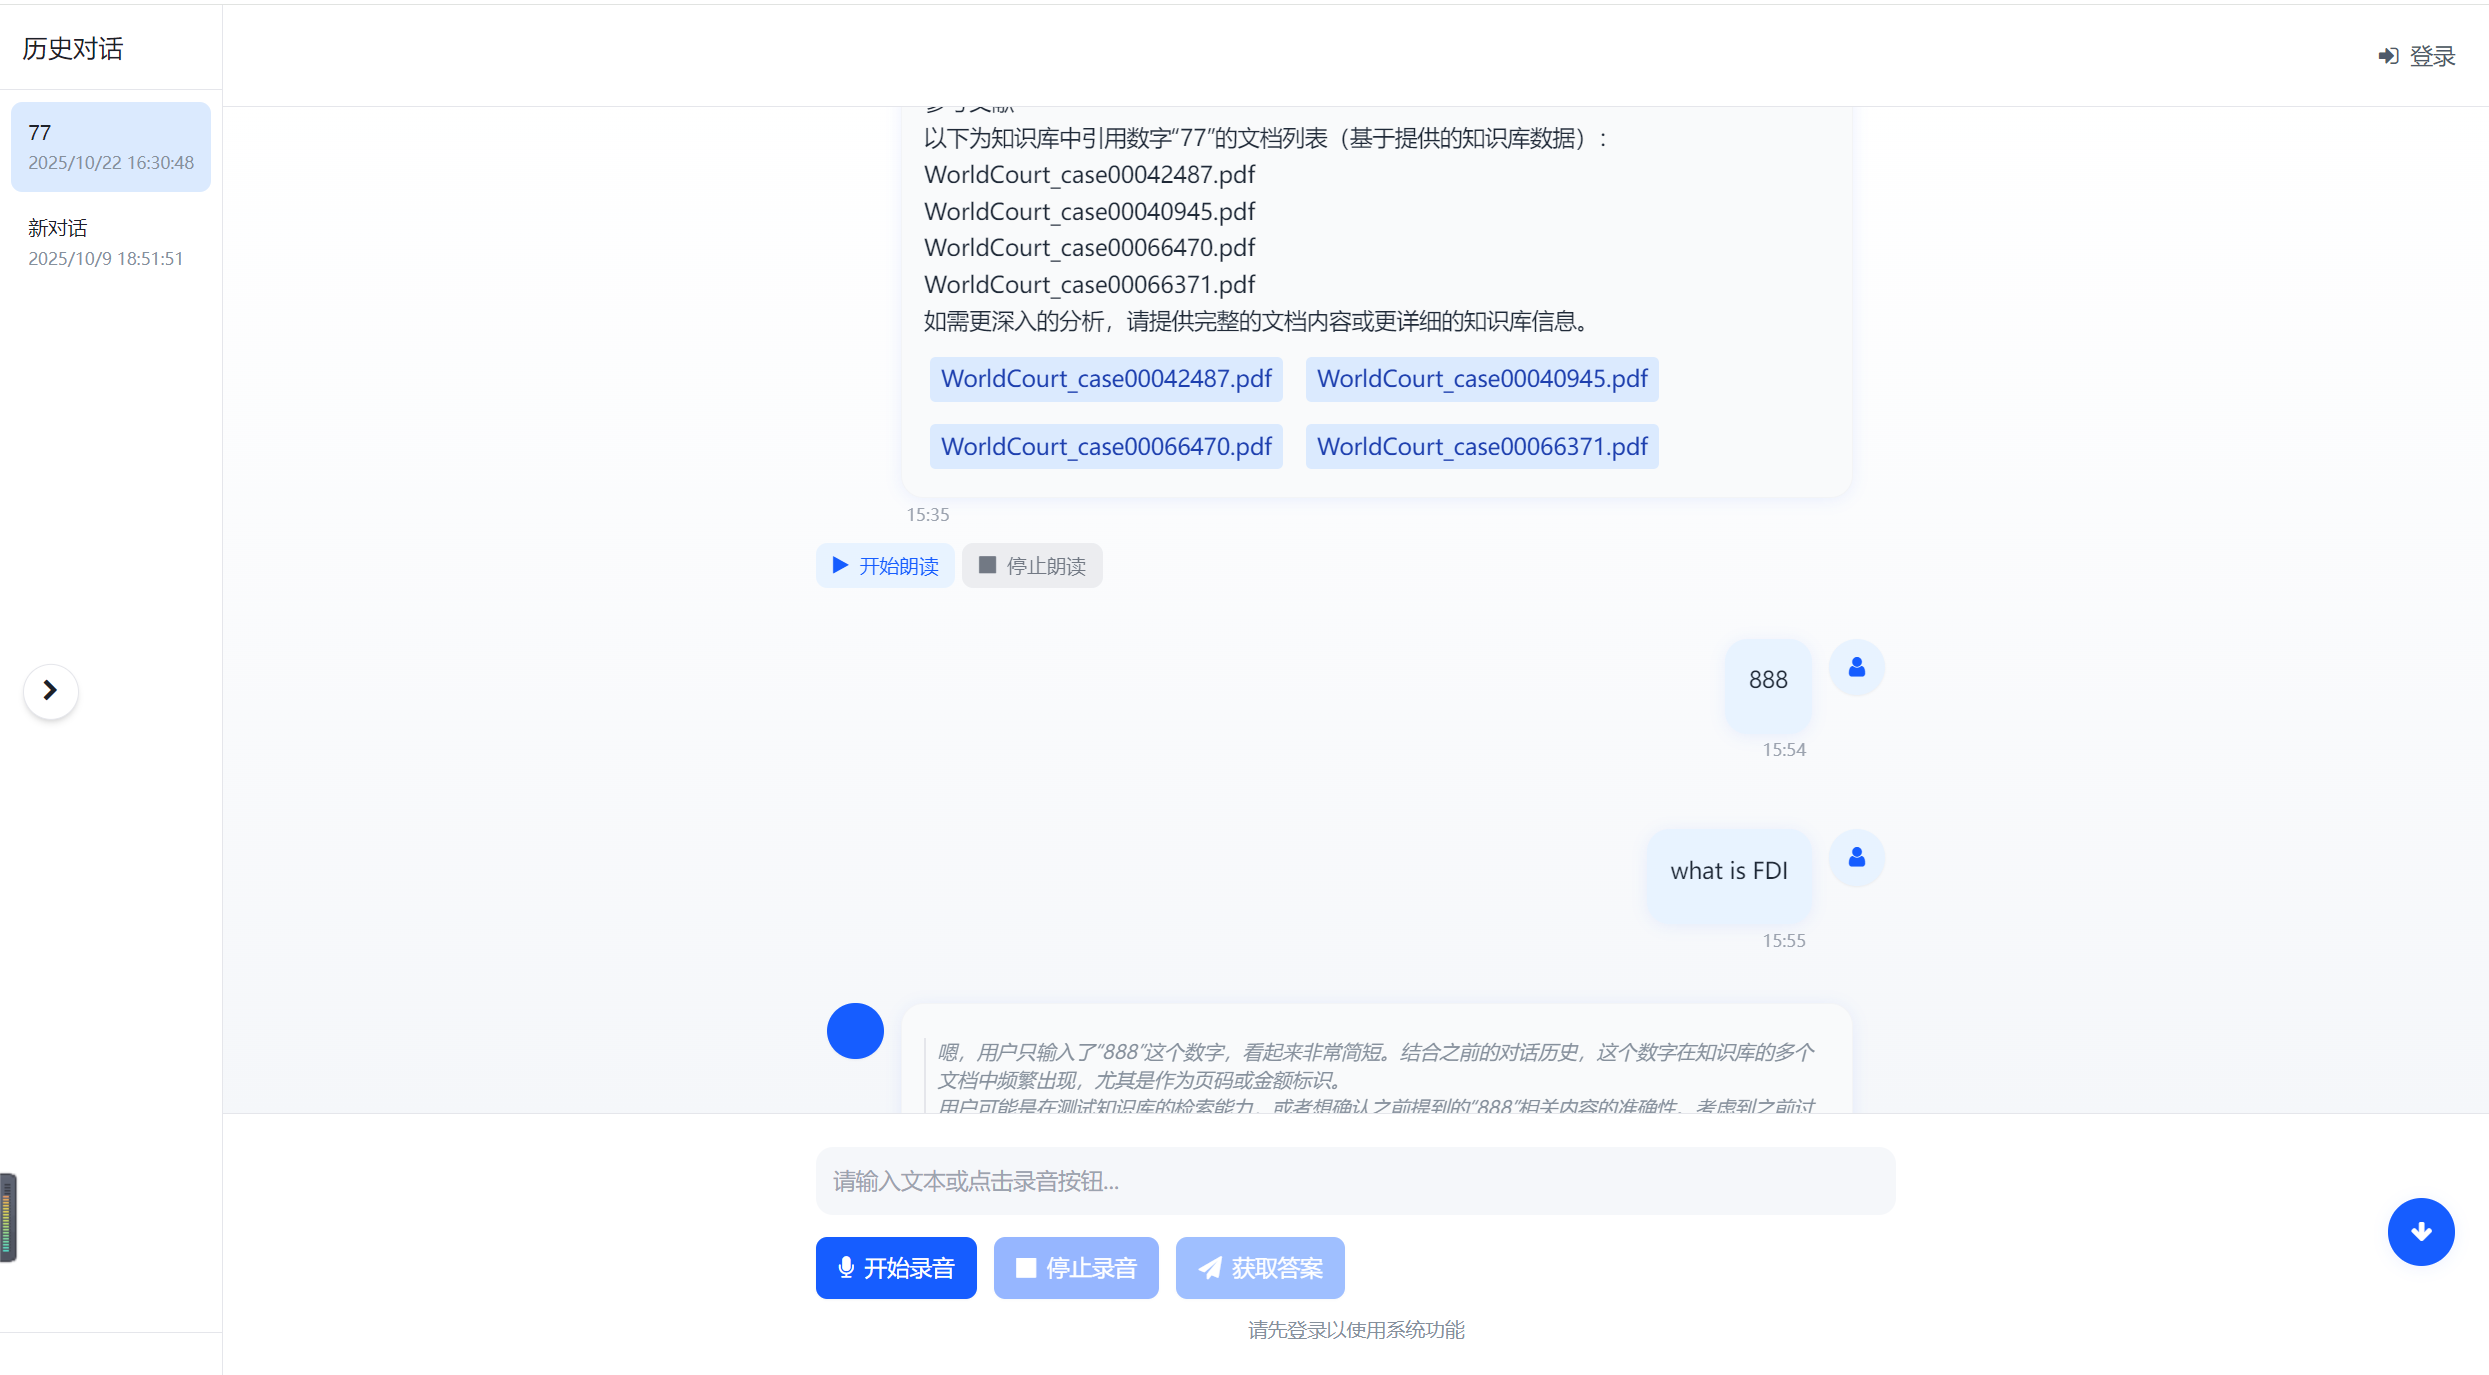 历史对话
登录
77
2025/10/22 16:30:48
新对话
2025/10/9 18:51:51
参考文献
以下为知识库中引用数字“77”的文档列表（基于提供的知识库数据）：
WorldCourt_case00042487.pdf
WorldCourt_case00040945.pdf
WorldCourt_case00066470.pdf
WorldCourt_case00066371.pdf
如需更深入的分析，请提供完整的文档内容或更详细的知识库信息。
WorldCourt_case00042487.pdf WorldCourt_case00040945.pdf
WorldCourt_case00066470.pdf WorldCourt_case00066371.pdf
15:35
开始朗读 停止朗读
888
15:54
what is FDI
15:55
嗯，用户只输入了“888”这个数字，看起来非常简短。结合之前的对话历史，这个数字在知识库的多个
文档中频繁出现，尤其是作为页码或金额标识。
用户可能是在测试知识库的检索能力，或者想确认之前提到的“888”相关内容的准确性。考虑到之前讨
请输入文本或点击录音按钮...
开始录音 停止录音 获取答案
请先登录以使用系统功能